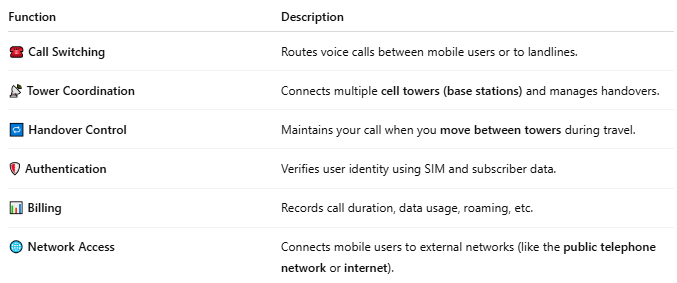 Function Description
Call Switching Routes voice calls between mobile users or to landlines.
Tower Coordination Connects multiple cell towers (base stations) and manages handovers.
Handover Control Maintains your call when you move between towers during travel.
Authentication Verifies user identity using SIM and subscriber data.
Billing Records call duration, data usage, roaming, etc.
Network Access Connects mobile users to external networks (like the public telephone
network or internet).